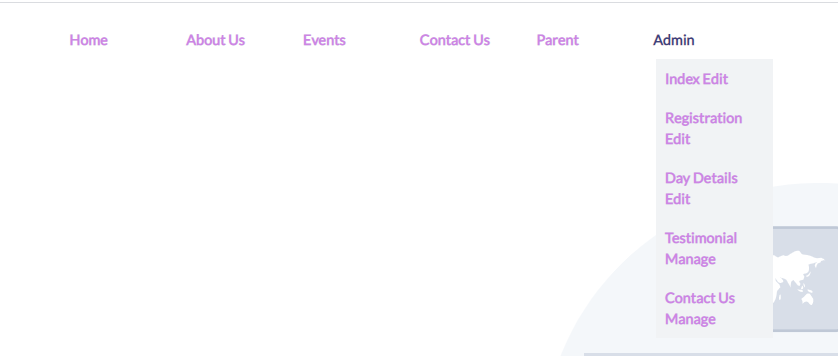 Home About Us Events Contact Us Parent Admin
Index Edit
Registration
Edit
Day Details
Edit
Testimonial
Manage
Contact Us
Manage